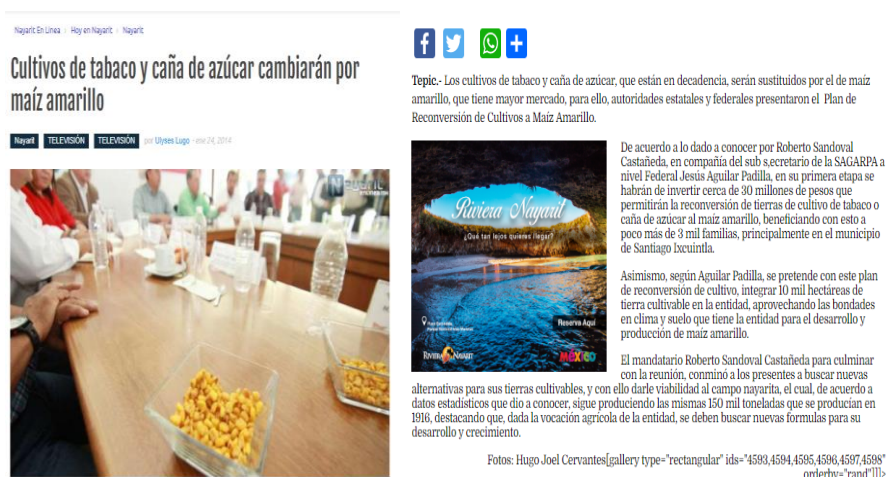 Nayarit En Linea Hoy en Nayarit Nayarit
Cultivos de tabaco y caña de azúcar cambiarán por
maíz amarillo
Nayarit TELEVISIÓN TELEVISIÓN por Ulyses Lugo - ene 24, 2014
Nayarit
Tepic.- Los cultivos de tabaco y caña de azúcar, que están en decadencia, serán sustituidos por el de maíz
amarillo, que tiene mayor mercado, para ello, autoridades estatales y federales presentaron el Plan de
Reconversión de Cultivos a Maíz Amarillo.
Riviera Nayarit
¿Qué tan lejos quieres llegar?
Reserva Aquí
RIVIERA NAYARIT
MÉXICO
De acuerdo a lo dado a conocer por Roberto Sandoval
Castañeda, en compañía del sub s,ecretario de la SAGARPA a
nivel Federal Jesús Aguilar Padilla, en su primera etapa se
habrán de invertir cerca de 30 millones de pesos que
permitirán la reconversión de tierras de cultivo de tabaco o
caña de azúcar al maíz amarillo, beneficiando con esto a
poco más de 3 mil familias, principalmente en el municipio
de Santiago Ixcuintla.
Asimismo, según Aguilar Padilla, se pretende con este plan
de reconversión de cultivo, integrar 10 mil hectáreas de
tierra cultivable en la entidad, aprovechando las bondades
en clima y suelo que tiene la entidad para el desarrollo y
producción de maíz amarillo.
El mandatario Roberto Sandoval Castañeda para culminar
con la reunión, conminó a los presentes a buscar nuevas
alternativas para sus tierras cultivables, y con ello darle viabilidad al campo nayarita, el cual, de acuerdo a
datos estadísticos que dio a conocer, sigue produciendo las mismas 150 mil toneladas que se producían en
1916, destacando que, dada la vocación agrícola de la entidad, se deben buscar nuevas formulas para su
desarrollo y crecimiento.
Fotos: Hugo Joel Cervantes[gallery type="rectangular" ids="4593,4594,4595,4596,4597,4598"
orderby="rand"]]]>